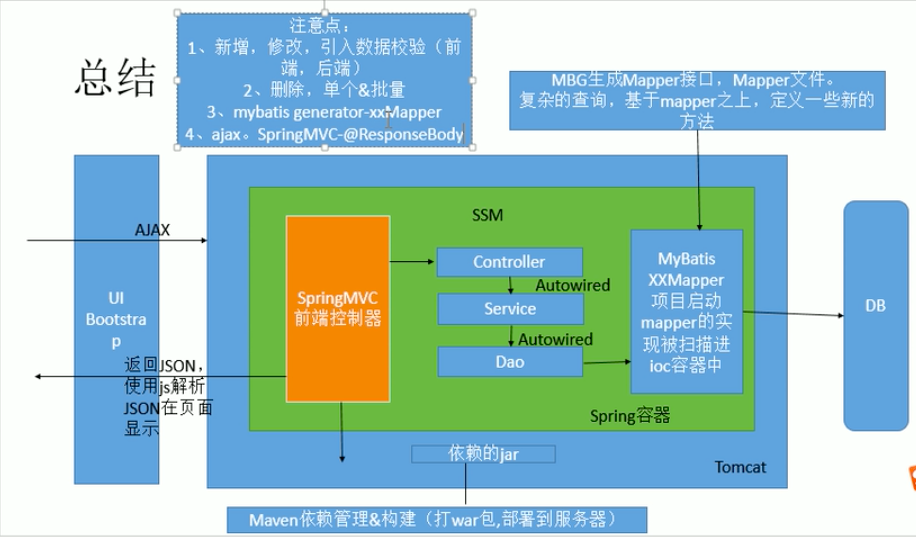 总结
注意点：
1、新增，修改，引入数据校验（前
端，后端）
2、删除，单个&批量
3、mybatis generator-xxMapper
4、ajax。SpringMVC-@ResponseBody
MBG生成Mapper接口，Mapper文件。
复杂的查询，基于mapper之上，定义一些新的
方法
AJAX
UI
Bootstra
p
返回JSON，
使用js解析
JSON在页面
显示
SSM
SpringMVC
前端控制器
Controller
Autowired
Service
Autowired
Dao
MyBatis
XXMapper
项目启动
mapper的实
现被扫描进
ioc容器中
Spring容器
DB
依赖的jar
Tomcat
Maven依赖管理&构建（打war包,部署到服务器）